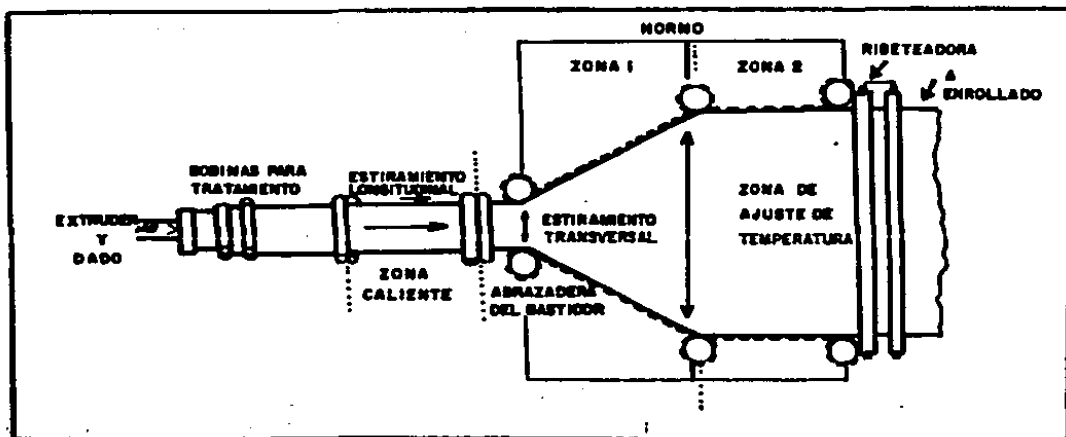 HORNO
ZONA 1
ZONA 2
RIBETEADORA
A
ENROLLADO
BOBINAS PARA
TRATAMIENTO
ESTIRAMIENTO
LONGITUDINAL
EXTRUDER
Y
DADO
ESTIRAMIENTO
TRANSVERSAL
ZONA DE
AJUSTE DE
TEMPERATURA
ZONA
CALIENTE
ABRAZADERA
DEL BASTIDOR